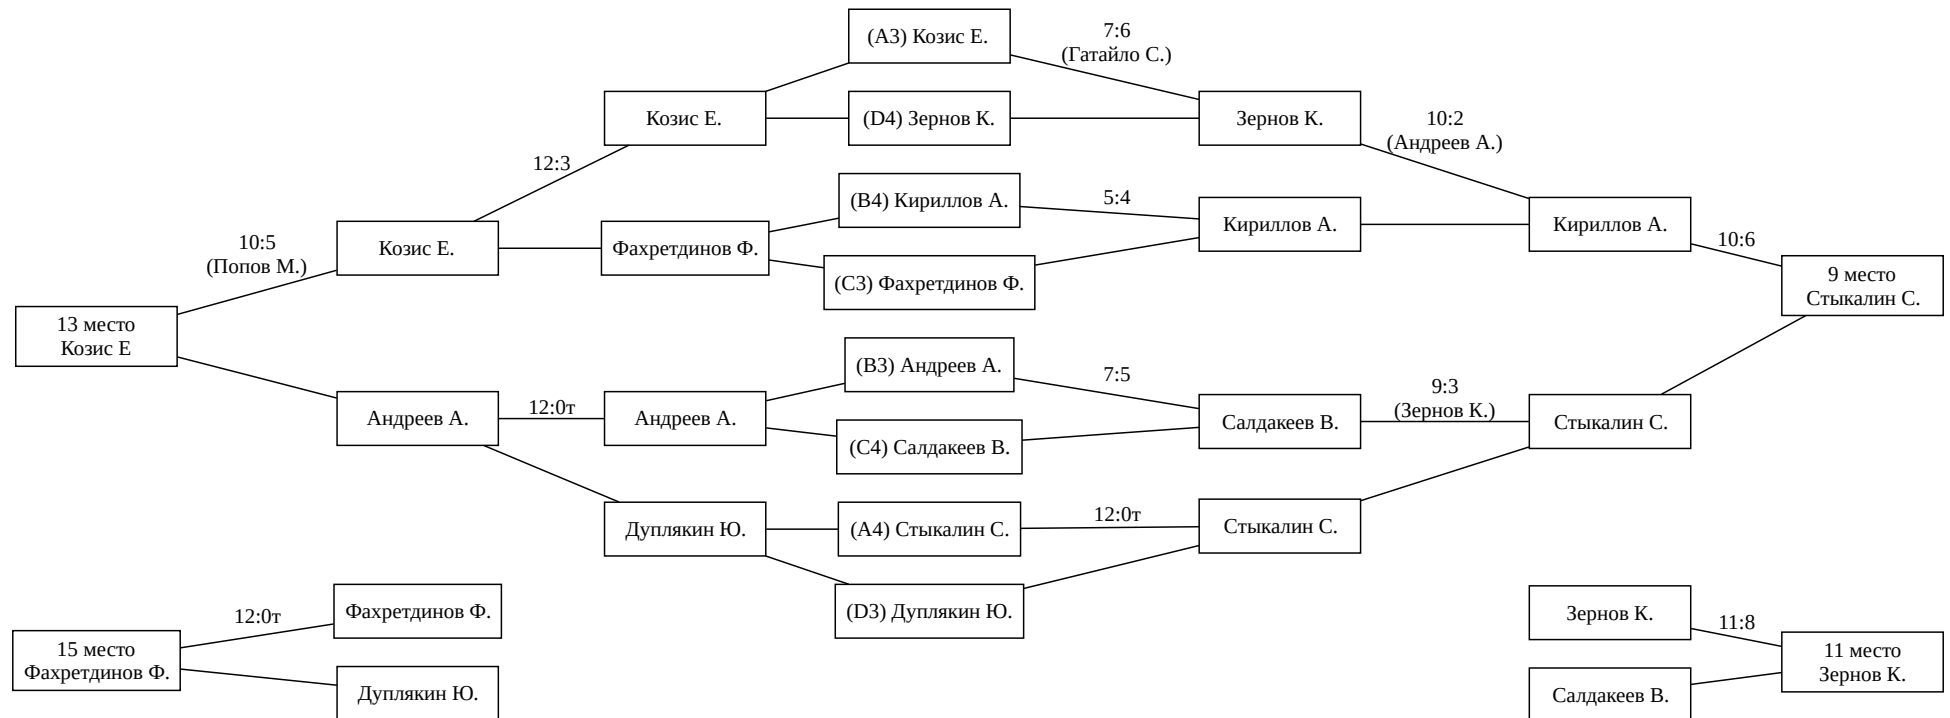 (A3) Козис Е.
7:6
(Гатайло С.)
Козис Е.
(D4) Зернов К.
Зернов К.
10:2
(Андреев А.)
12:3
(B4) Кириллов А.
5:4
Козис Е.
Фахретдинов Ф.
Кириллов А.
Кириллов А.
10:5
(Попов М.)
10:6
(C3) Фахретдинов Ф.
9 место
Стыкалин С.
13 место
Козис Е
(B3) Андреев А.
7:5
Андреев А.
12:0т
Андреев А.
Салдакеев В.
9:3
(Зернов К.)
Стыкалин С.
(C4) Салдакеев В.
Дуплякин Ю.
(A4) Стыкалин С.
12:0т
Стыкалин С.
(D3) Дуплякин Ю.
12:0т
Фахретдинов Ф.
15 место
Фахретдинов Ф.
Дуплякин Ю.
Зернов К.
11:8
11 место
Зернов К.
Салдакеев В.